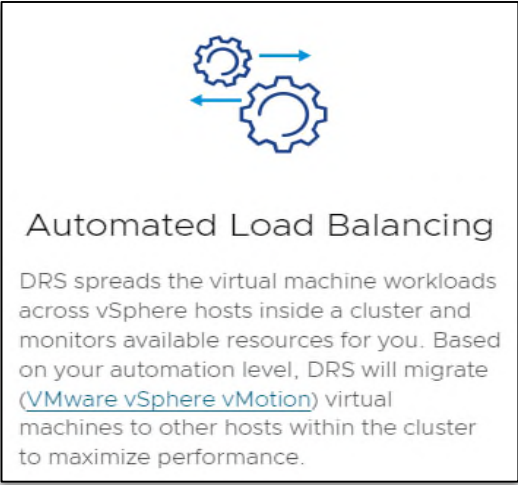 Automated Load Balancing
DRS spreads the virtual machine workloads
across vSphere hosts inside a cluster and
monitors available resources for you. Based
on your automation level, DRS will migrate
(VMware vSphere vMotion) virtual
machines to other hosts within the cluster
to maximize performance.